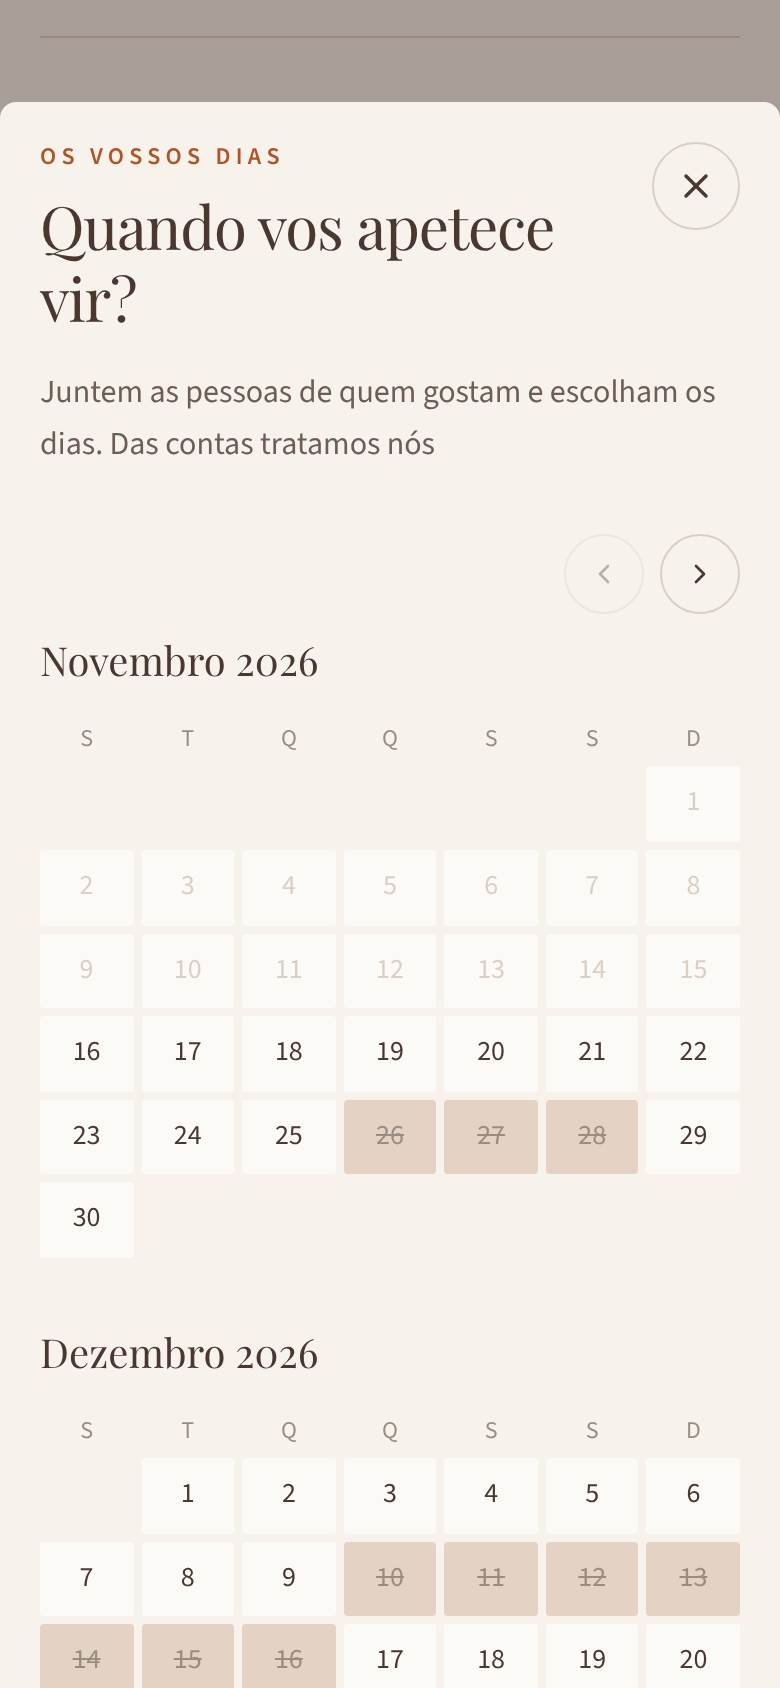 OS VOSSOS DIAS
Quando vos apetece
vir?
Juntem as pessoas de quem gostam e escolham os
dias. Das contas tratamos nós
Novembro 2026
S T Q Q S S D
1
2 3 4 5 6 7 8
9 10 11 12 13 14 15
16 17 18 19 20 21 22
23 24 25 26 27 28 29
30
Dezembro 2026
S T Q Q S S D
1 2 3 4 5 6
7 8 9 10 11 12 13
14 15 16 17 18 19 20